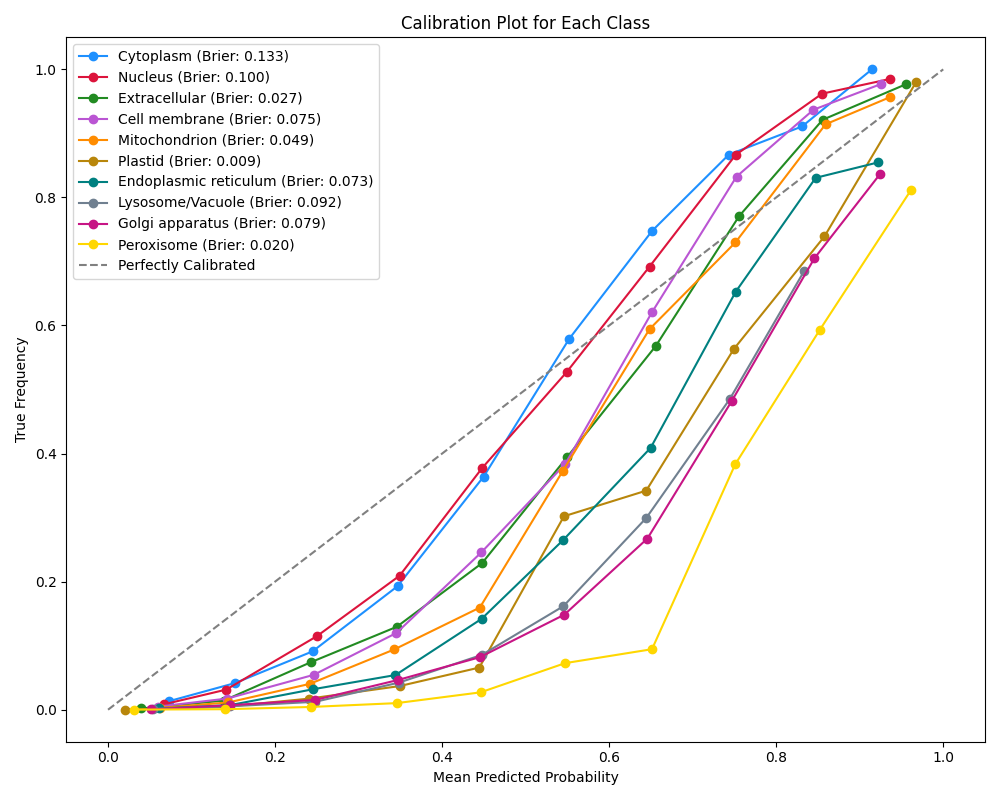 Calibration Plot for Each Class
Cytoplasm (Brier: 0.133)
Nucleus (Brier: 0.100)
Extracellular (Brier: 0.027)
Cell membrane (Brier: 0.075)
Mitochondrion (Brier: 0.049)
Plastid (Brier: 0.009)
Endoplasmic reticulum (Brier: 0.073)
Lysosome/Vacuole (Brier: 0.092)
Golgi apparatus (Brier: 0.079)
Peroxisome (Brier: 0.020)
Perfectly Calibrated
True Frequency
1.0
0.8
0.6
0.4
0.2
0.0
0.0 0.2 0.4 0.6 0.8 1.0
Mean Predicted Probability